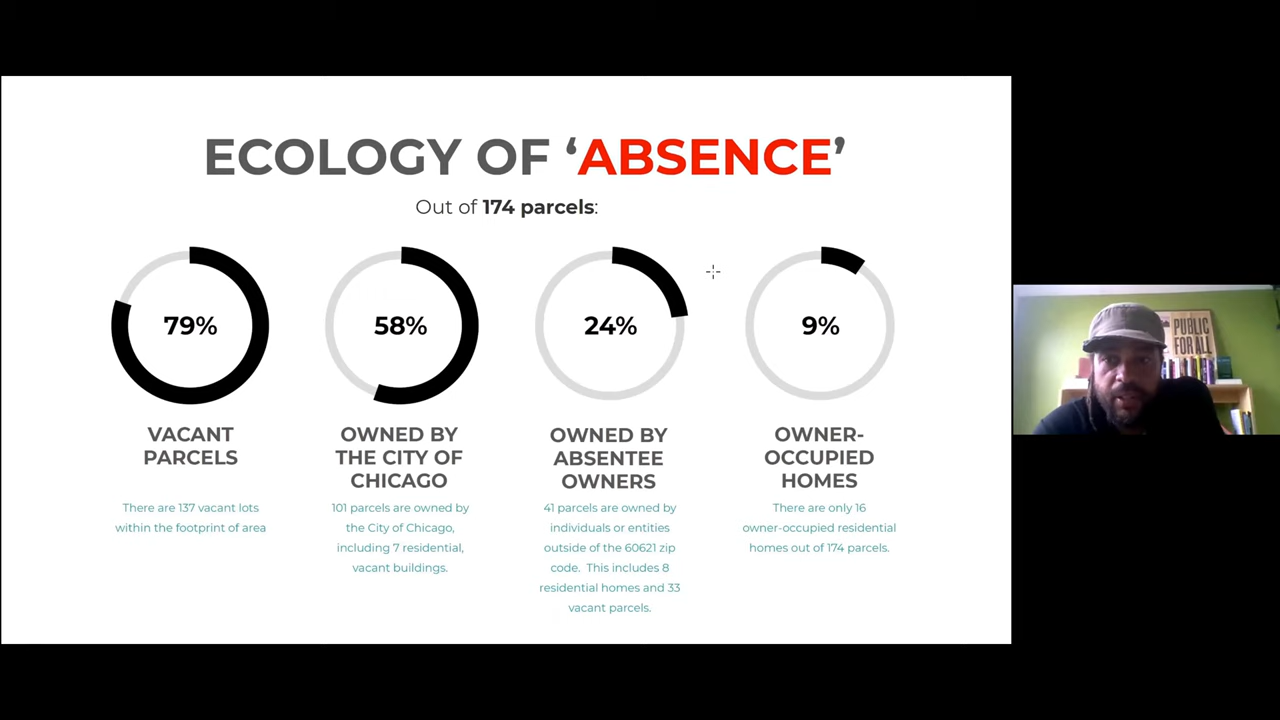 ECOLOGY OF ‘ABSENCE’
Out of 174 parcels:
79%
VACANT
PARCELS
There are 137 vacant lots
within the footprint of area
58%
OWNED BY
THE CITY OF
CHICAGO
101 parcels are owned by
the City of Chicago,
including 7 residential,
vacant buildings.
24%
OWNED BY
ABSENTEE
OWNERS
41 parcels are owned by
individuals or entities
outside of the 60621 zip
code. This includes 8
residential homes and 33
vacant parcels.
9%
OWNER-
OCCUPIED
HOMES
There are only 16
owner-occupied residential
homes out of 174 parcels.
PUBLIC
FOR ALL